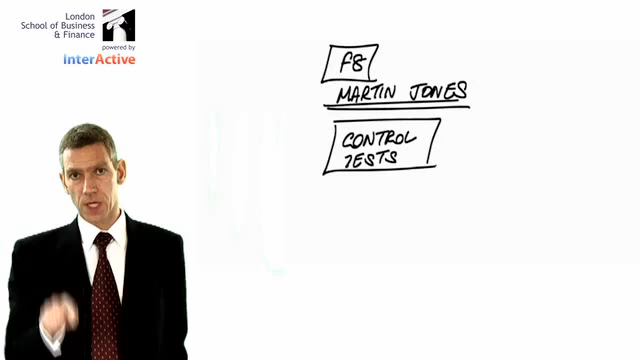 London
School of Business
& Finance
powered by
InterActive
F8
MARTIN JONES
CONTROL
TESTS